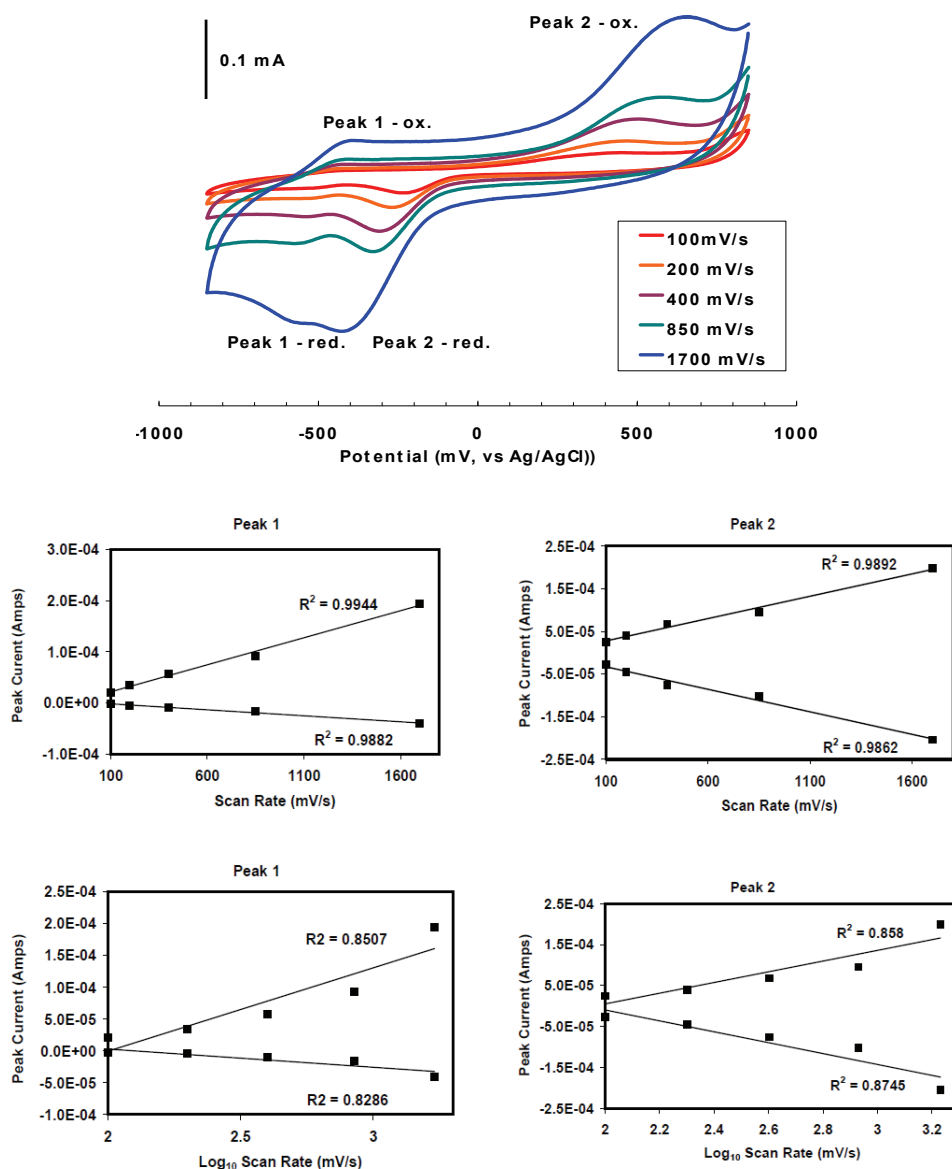 Peak 2 - ox.
0.1 mA
Peak 1 - ox.
100mV/s
200 mV/s
400 mV/s
850 mV/s
1700 mV/s
Peak 1 - red. Peak 2 - red.
-1000 -500 0 500 1000
Potential (mV, vs Ag/AgCl))
Peak 1
3.0E-04
2.0E-04
1.0E-04
0.0E+00
-1.0E-04
Peak Current (Amps)
R² = 0.9944
R² = 0.9882
100 600 1100 1600
Scan Rate (mV/s)
Peak 2
2.5E-04
1.5E-04
5.0E-05
-5.0E-05
-1.5E-04
-2.5E-04
Peak Current (Amps)
R² = 0.9892
R² = 0.9862
100 600 1100 1600
Scan Rate (mV/s)
Peak 1
2.5E-04
2.0E-04
1.5E-04
1.0E-04
5.0E-05
0.0E+00
-5.0E-05
-1.0E-04
Peak Current (Amps)
R2 = 0.8507
R2 = 0.8286
2 2.5 3
Log₁₀ Scan Rate (mV/s)
Peak 2
2.5E-04
1.5E-04
5.0E-05
-5.0E-05
-1.5E-04
-2.5E-04
Peak Current (Amps)
R² = 0.858
R² = 0.8745
2 2.2 2.4 2.6 2.8 3 3.2
Log₁₀ Scan Rate (mV/s)